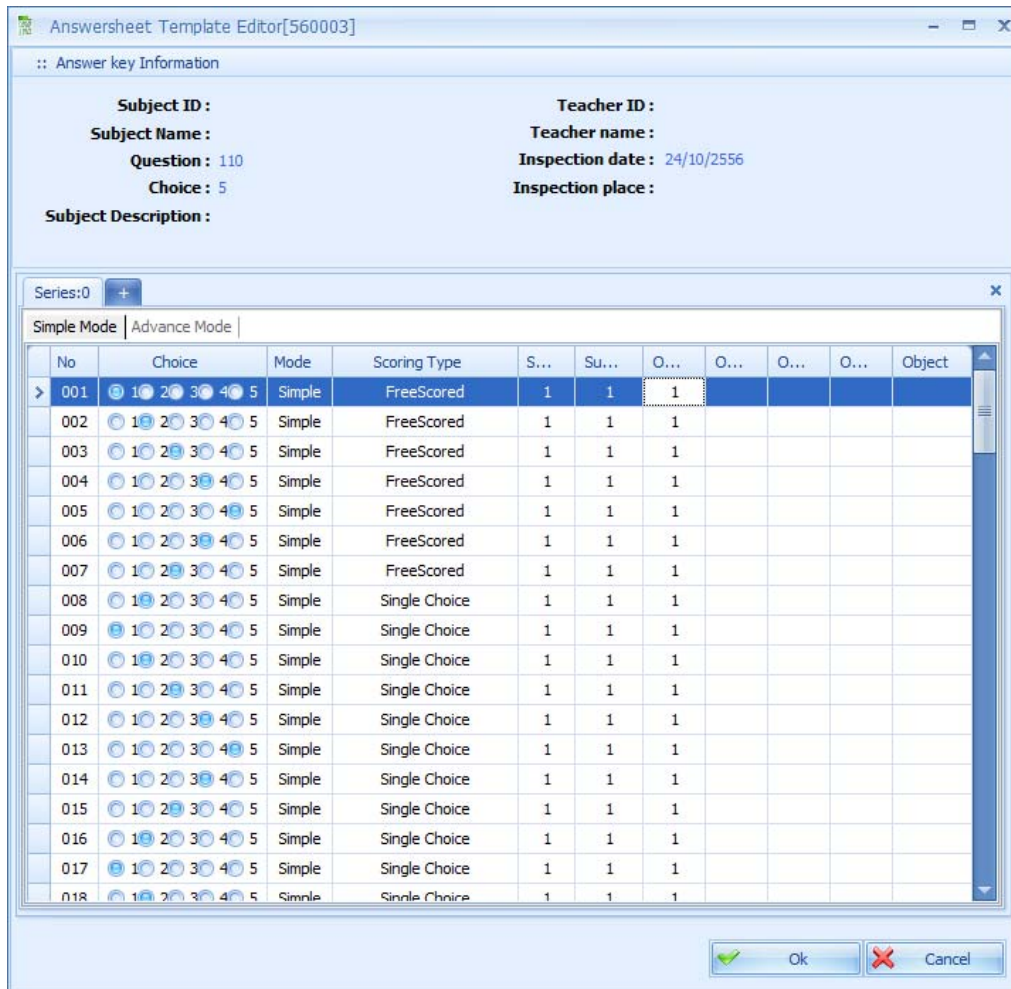 Answersheet Template Editor[560003]
:: Answer key Information
Subject ID :
Teacher ID :
Subject Name :
Teacher name :
Question : 110
Inspection date : 24/10/2556
Choice : 5
Inspection place :
Subject Description :
Series:0 +
Simple Mode Advance Mode
No Choice Mode Scoring Type S... Su... O... O... O... O... Object
001 1 2 3 4 5 Simple FreeScored 1 1 1
002 1 2 3 4 5 Simple FreeScored 1 1 1
003 1 2 3 4 5 Simple FreeScored 1 1 1
004 1 2 3 4 5 Simple FreeScored 1 1 1
005 1 2 3 4 5 Simple FreeScored 1 1 1
006 1 2 3 4 5 Simple FreeScored 1 1 1
007 1 2 3 4 5 Simple FreeScored 1 1 1
008 1 2 3 4 5 Simple Single Choice 1 1 1
009 1 2 3 4 5 Simple Single Choice 1 1 1
010 1 2 3 4 5 Simple Single Choice 1 1 1
011 1 2 3 4 5 Simple Single Choice 1 1 1
012 1 2 3 4 5 Simple Single Choice 1 1 1
013 1 2 3 4 5 Simple Single Choice 1 1 1
014 1 2 3 4 5 Simple Single Choice 1 1 1
015 1 2 3 4 5 Simple Single Choice 1 1 1
016 1 2 3 4 5 Simple Single Choice 1 1 1
017 1 2 3 4 5 Simple Single Choice 1 1 1
018 1 2 3 4 5 Simple Single Choice 1 1 1
Ok Cancel